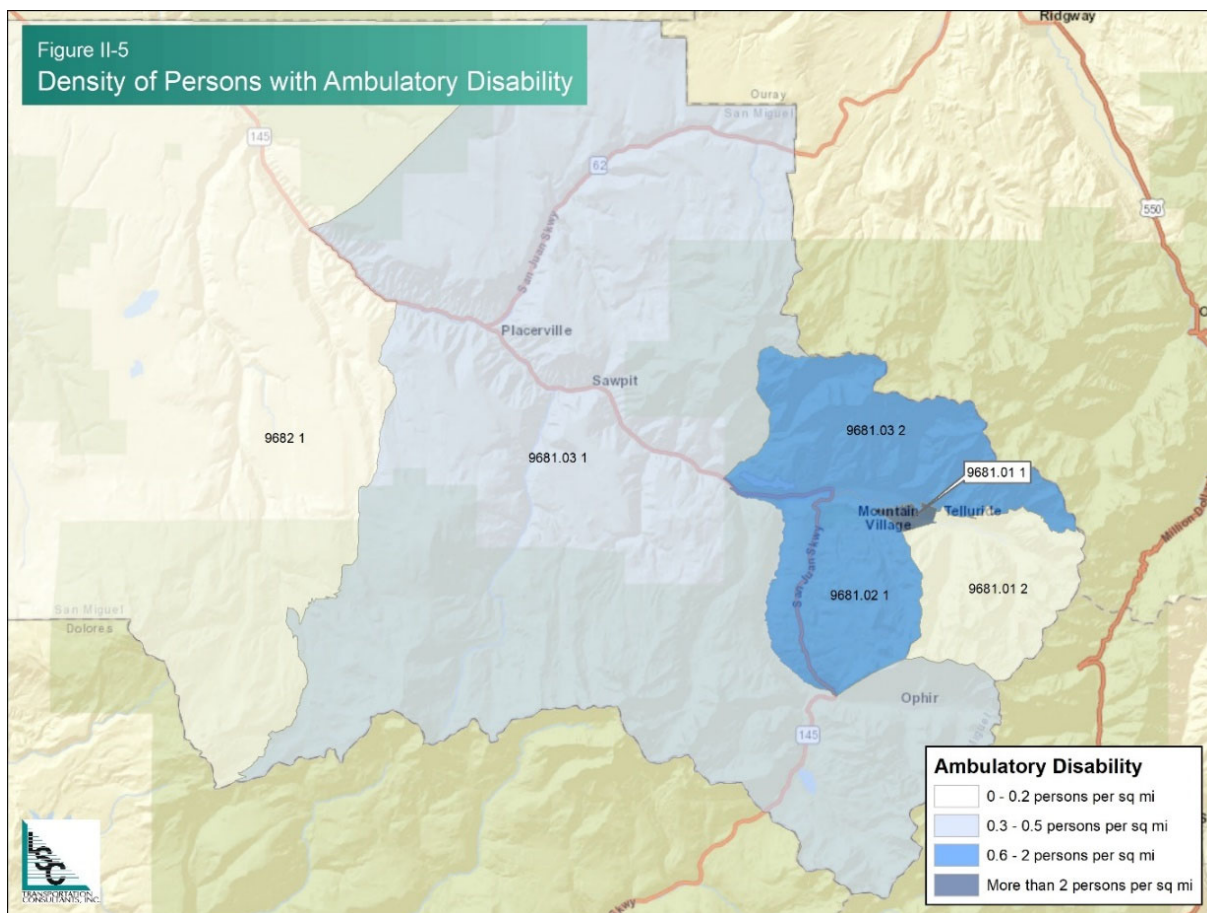 Figure II-5
Density of Persons with Ambulatory Disability
Ridgway
Ouray
San Miguel
145
62
550
San Juan Skwy
Placerville
Sawpit
9682 1
9681.03 1
9681.03 2
9681.01 1
Mountain
Village
Telluride
San Juan Skwy
9681.02 1
9681.01 2
San Miguel
Dolores
Ophir
145
Ambulatory Disability
0 - 0.2 persons per sq mi
0.3 - 0.5 persons per sq mi
0.6 - 2 persons per sq mi
More than 2 persons per sq mi
LSC
TRANSPORTATION
CONSULTANTS, INC.